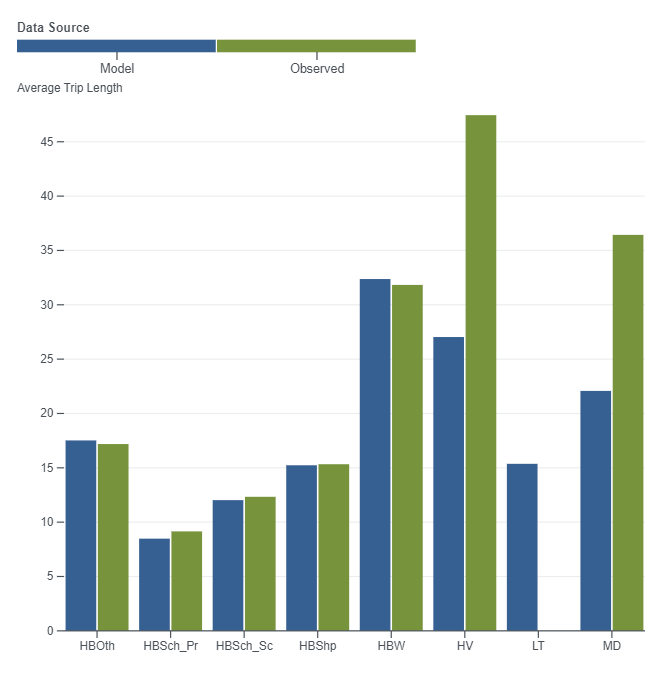 Data Source
Model Observed
Average Trip Length
45
40
35
30
25
20
15
10
5
0
HBOth HBSch_Pr HBSch_Sc HBShp HBW HV LT MD